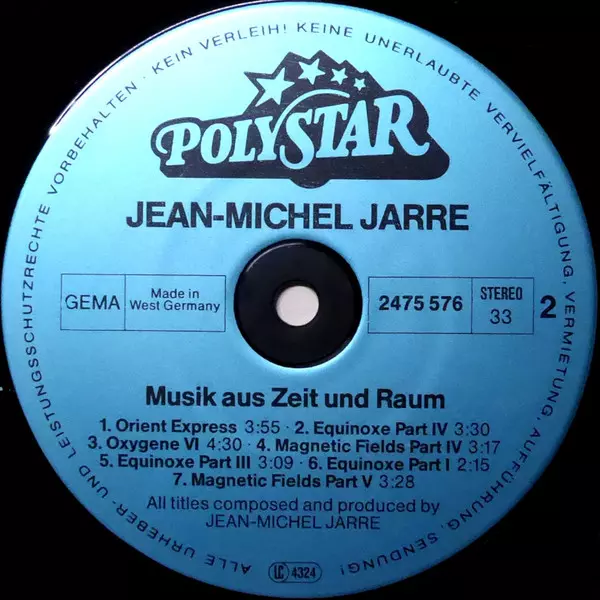 ALLE URHEBER- UND LEISTUNGSSCHUTZRECHTE VORBEHALTEN · KEIN VERLEIH! KEINE UNERLAUBTE VERVIELFÄLTIGUNG, VERMIETUNG, AUFFÜHRUNG, SENDUNG!
POLYSTAR
JEAN-MICHEL JARRE
GEMA
Made in
West Germany
2475 576
STEREO
33
2
Musik aus Zeit und Raum
1. Orient Express 3:55 · 2. Equinoxe Part IV 3:30
3. Oxygene VI 4:30 · 4. Magnetic Fields Part IV 3:17
5. Equinoxe Part III 3:09 · 6. Equinoxe Part I 2:15
7. Magnetic Fields Part V 3:28
All titles composed and produced by
JEAN-MICHEL JARRE
LC 4324